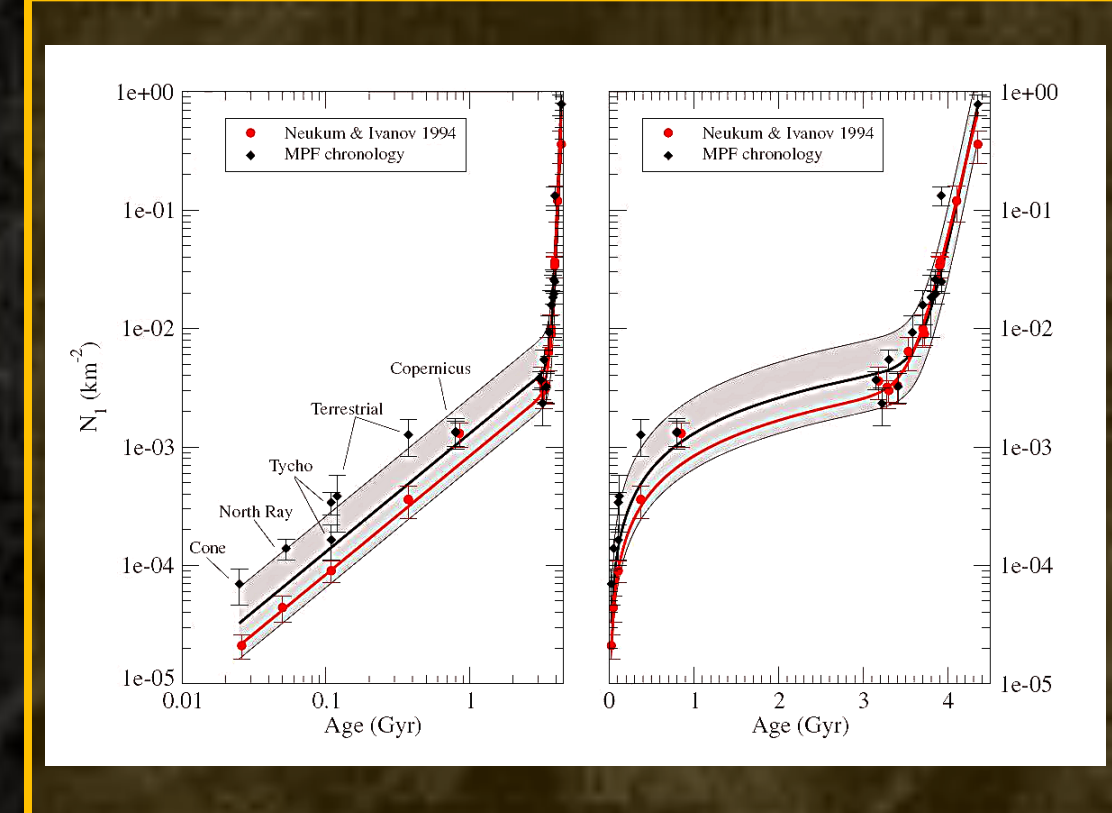 1e+00
1e-01
1e-02
1e-03
1e-04
1e-05
N1 (km-2)
Neukum & Ivanov 1994
MPF chronology
Copernicus
Terrestrial
Tycho
North Ray
Cone
0.01 0.1 1
Age (Gyr)
Neukum & Ivanov 1994
MPF chronology
0 1 2 3 4
Age (Gyr)
1e+00
1e-01
1e-02
1e-03
1e-04
1e-05